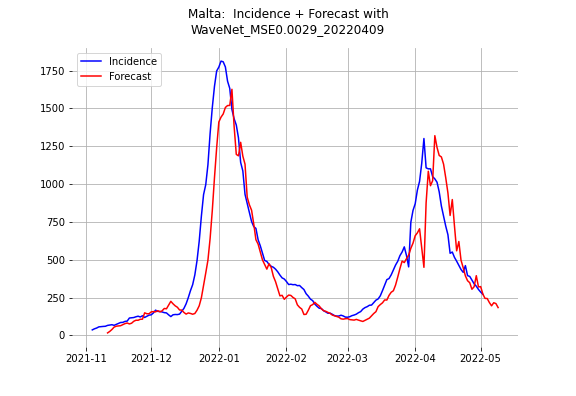 Malta:  Incidence + Forecast with
WaveNet_MSE0.0029_20220409
Incidence
Forecast
1750
1500
1250
1000
750
500
250
0
2021-11 2021-12 2022-01 2022-02 2022-03 2022-04 2022-05